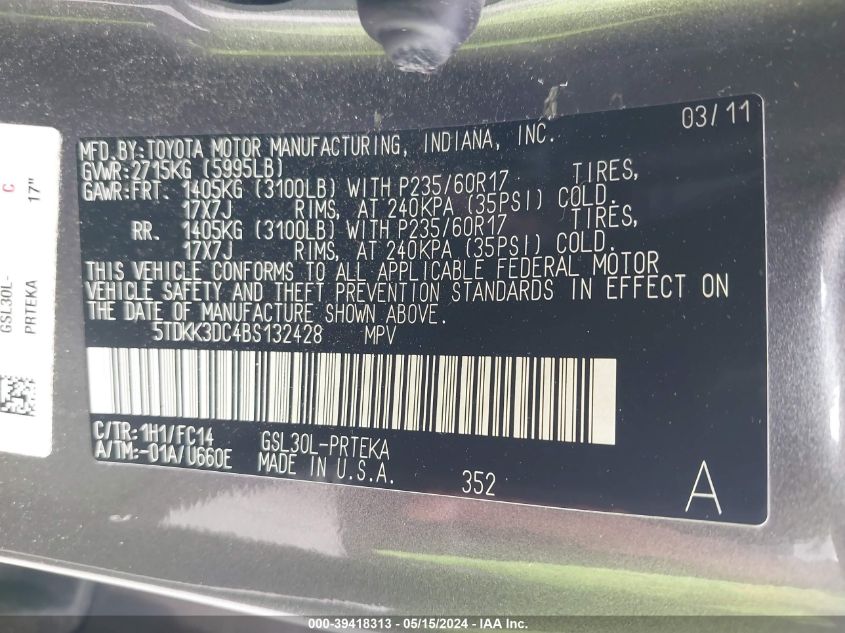 03/11
MFD.BY:TOYOTA MOTOR MANUFACTURING, INDIANA, INC.
GVWR:2715KG (5995LB)
GAWR:FRT. 1405KG (3100LB) WITH P235/60R17 TIRES,
17X7J RIMS, AT 240KPA (35PSI) COLD.
RR. 1405KG (3100LB) WITH P235/60R17 TIRES,
17X7J RIMS, AT 240KPA (35PSI) COLD.
THIS VEHICLE CONFORMS TO ALL APPLICABLE FEDERAL MOTOR
VEHICLE SAFETY AND THEFT PREVENTION STANDARDS IN EFFECT ON
THE DATE OF MANUFACTURE SHOWN ABOVE.
5TDKK3DC4BS132428 MPV
C/TR:1H1/FC14 GSL30L-PRTEKA
A/TM:-01A/U660E MADE IN U.S.A.
352
A
C
17"
GSL30L-
PRTEKA
000-39418313 - 05/15/2024 - IAA Inc.